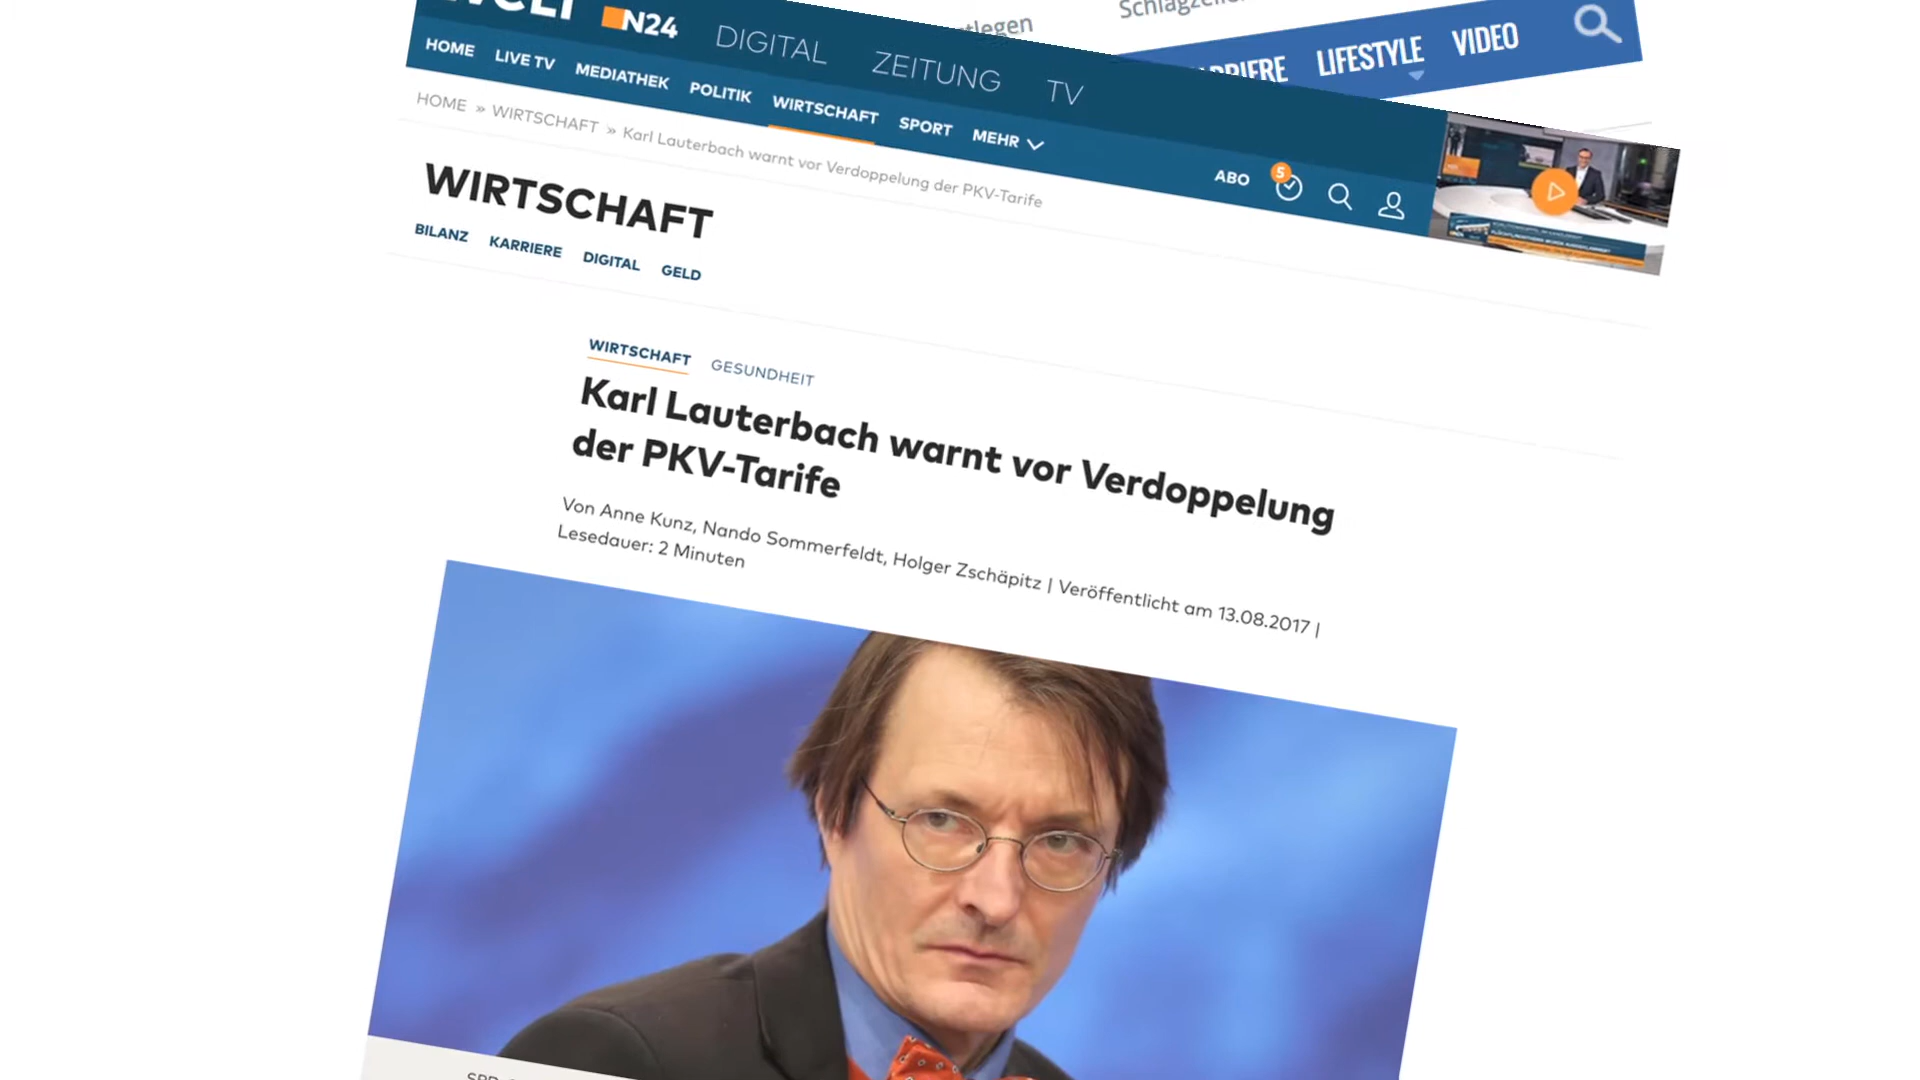 N24
DIGITAL
ZEITUNG
TV
HOME
LIVE TV
MEDIATHEK
POLITIK
WIRTSCHAFT
SPORT
MEHR
LIFESTYLE
VIDEO
HOME » WIRTSCHAFT » Karl Lauterbach warnt vor Verdoppelung der PKV-Tarife
ABO
5
WIRTSCHAFT
BILANZ
KARRIERE
DIGITAL
GELD
WIRTSCHAFT
GESUNDHEIT
Karl Lauterbach warnt vor Verdoppelung
der PKV-Tarife
Von Anne Kunz, Nando Sommerfeldt, Holger Zschäpitz | Veröffentlicht am 13.08.2017 |
Lesedauer: 2 Minuten